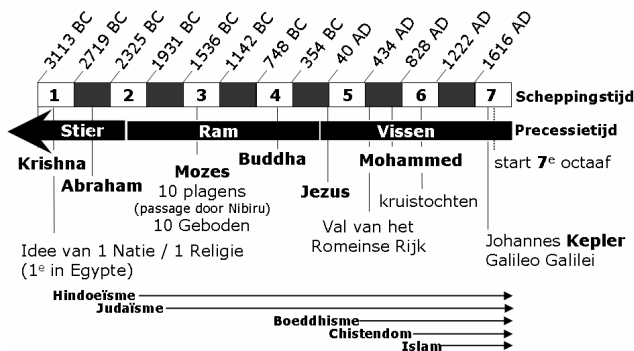 3113 BC
2719 BC
2325 BC
1931 BC
1536 BC
1142 BC
748 BC
354 BC
40 AD
434 AD
828 AD
1222 AD
1616 AD
1 2 3 4 5 6 7 Scheppingstijd
Stier Ram Vissen Precessietijd
Krishna
Abraham
Mozes
10 plagens
(passage door Nibiru)
10 Geboden
Buddha
Jezus
Mohammed
start 7e octaaf
kruistochten
Val van het
Romeinse Rijk
Idee van 1 Natie / 1 Religie
(1e in Egypte)
Johannes Kepler
Galileo Galilei
Hindoeïsme
Judaïsme
Boeddhisme
Chistendom
Islam